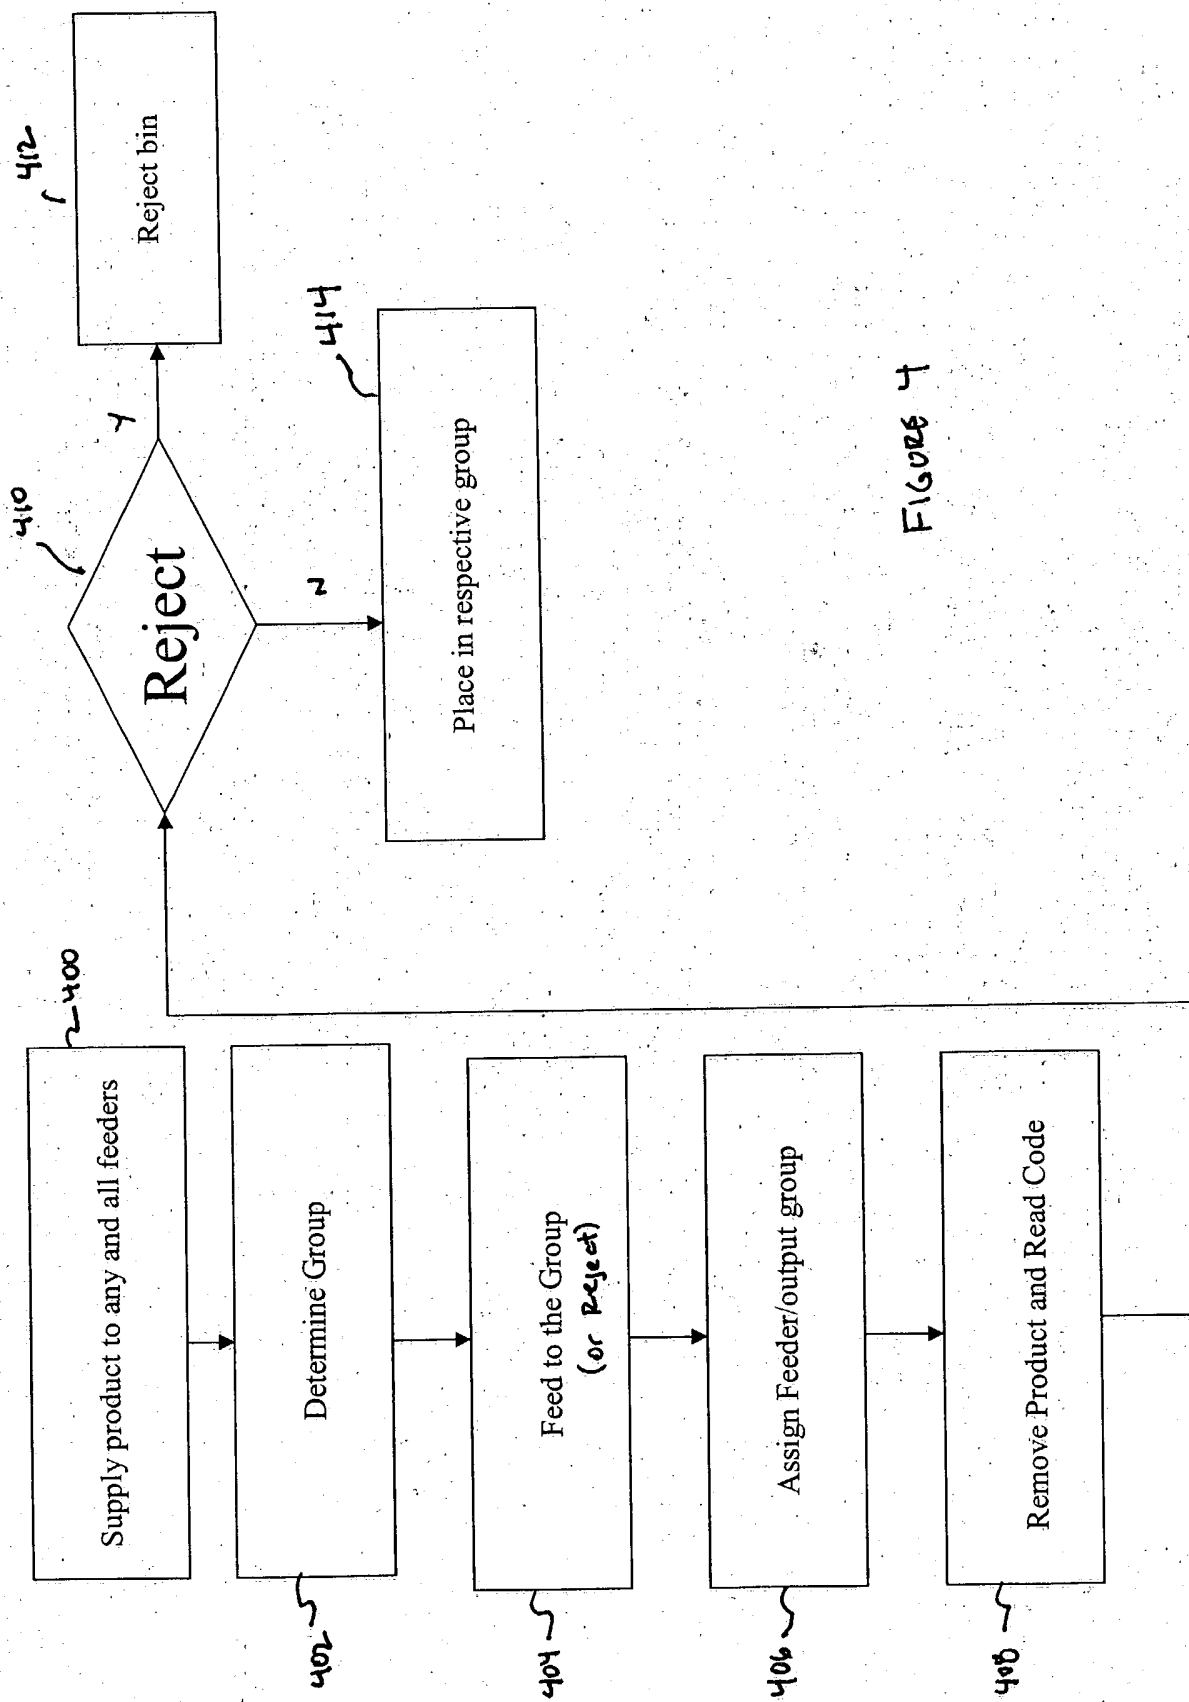 400
Supply product to any and all feeders
402
Determine Group
404
Feed to the Group
(or Reject)
406
Assign Feeder/output group
408
Remove Product and Read Code
410
Reject
Y
412
Reject bin
N
414
Place in respective group
FIGURE 4